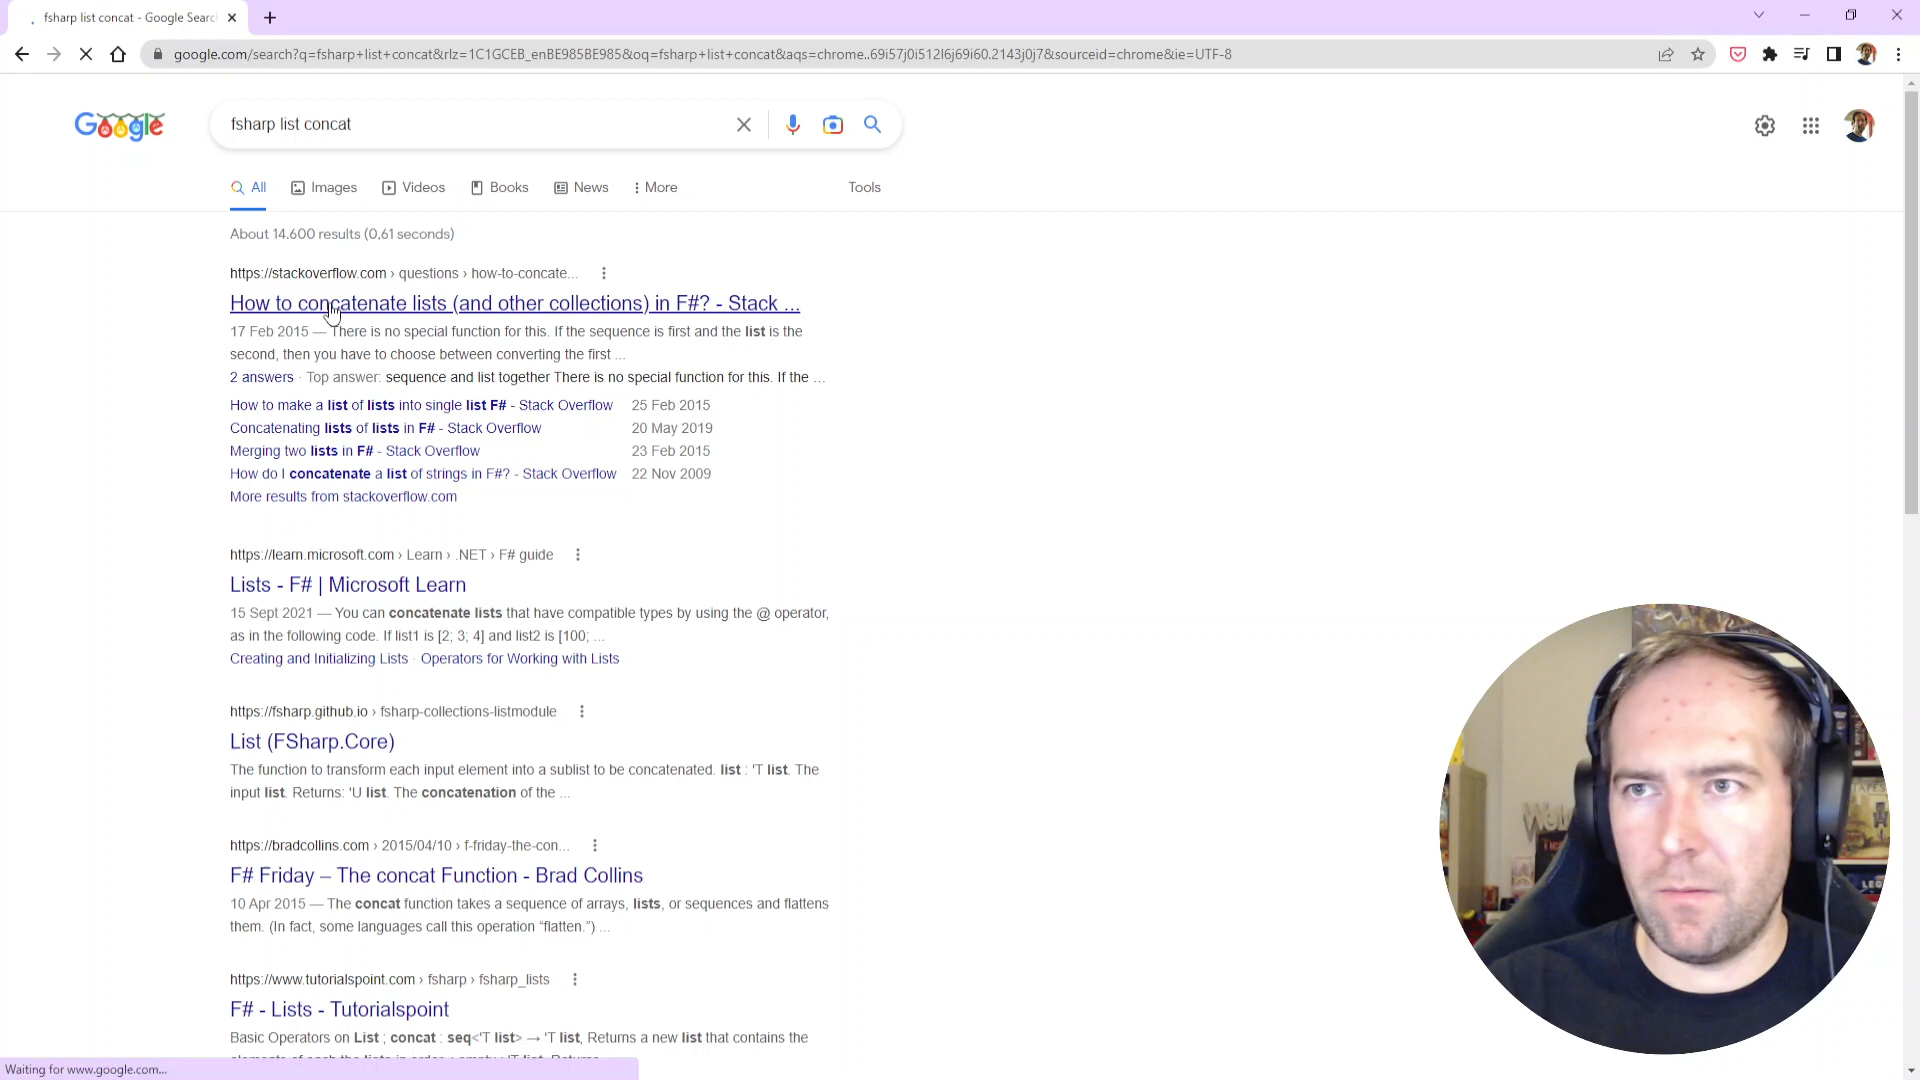 fsharp list concat - Google Searc
google.com/search?q=fsharp+list+concat&rlz=1C1GCEB_enBE985BE985&oq=fsharp+list+concat&aqs=chrome..69i57j0i512l6j69i60.2143j0j7&sourceid=chrome&ie=UTF-8
Google
fsharp list concat
All Images Videos Books News More Tools
About 14.600 results (0,61 seconds)
https://stackoverflow.com › questions › how-to-concate...
How to concatenate lists (and other collections) in F#? - Stack ...
17 Feb 2015 — There is no special function for this. If the sequence is first and the list is the
second, then you have to choose between converting the first ...
2 answers · Top answer: sequence and list together There is no special function for this. If the ...
How to make a list of lists into single list F# - Stack Overflow 25 Feb 2015
Concatenating lists of lists in F# - Stack Overflow 20 May 2019
Merging two lists in F# - Stack Overflow 23 Feb 2015
How do I concatenate a list of strings in F#? - Stack Overflow 22 Nov 2009
More results from stackoverflow.com
https://learn.microsoft.com › Learn › .NET › F# guide
Lists - F# | Microsoft Learn
15 Sept 2021 — You can concatenate lists that have compatible types by using the @ operator,
as in the following code. If list1 is [2; 3; 4] and list2 is [100; ...
Creating and Initializing Lists · Operators for Working with Lists
https://fsharp.github.io › fsharp-collections-listmodule
List (FSharp.Core)
The function to transform each input element into a sublist to be concatenated. list : 'T list. The
input list. Returns: 'U list. The concatenation of the ...
https://bradcollins.com › 2015/04/10 › f-friday-the-con...
F# Friday – The concat Function - Brad Collins
10 Apr 2015 — The concat function takes a sequence of arrays, lists, or sequences and flattens
them. (In fact, some languages call this operation “flatten.”) ...
https://www.tutorialspoint.com › fsharp › fsharp_lists
F# - Lists - Tutorialspoint
Basic Operators on List ; concat : seq<'T list> → 'T list, Returns a new list that contains the
Waiting for www.google.com...